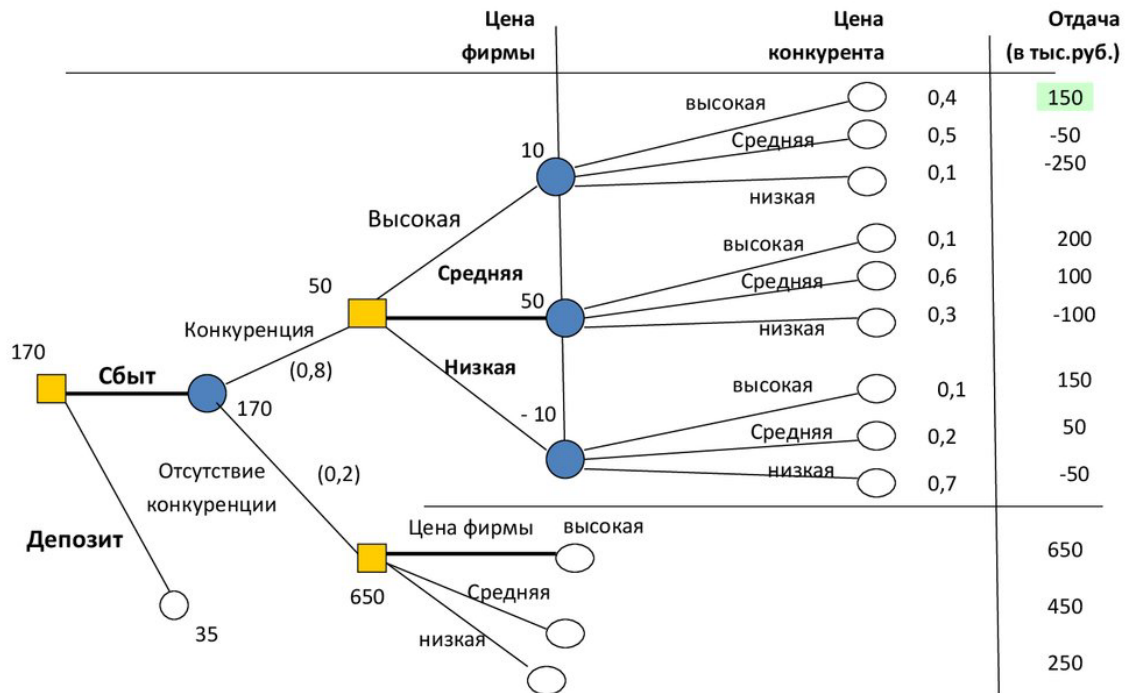 Цена фирмы
Цена конкурента
Отдача (в тыс.руб.)
высокая 0,4 150
10 Средняя 0,5 -50
-250
0,1
низкая
Высокая
высокая 0,1 200
Средняя 50 Средняя 0,6 100
50
низкая 0,3 -100
Конкуренция
(0,8)
170
Сбыт
Низкая
высокая 0,1 150
170
- 10
Средняя 0,2 50
низкая 0,7 -50
Отсутствие конкуренции
(0,2)
Депозит
35
Цена фирмы высокая 650
650
Средняя 450
низкая 250